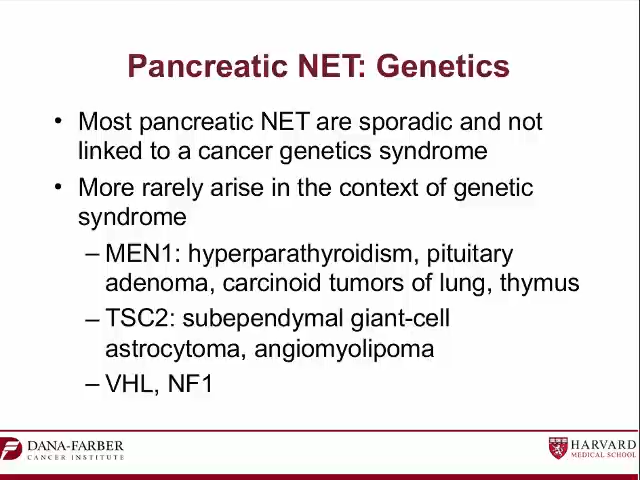 Pancreatic NET: Genetics
• Most pancreatic NET are sporadic and not
linked to a cancer genetics syndrome
• More rarely arise in the context of genetic
syndrome
– MEN1: hyperparathyroidism, pituitary
adenoma, carcinoid tumors of lung, thymus
– TSC2: subependymal giant-cell
astrocytoma, angiomyolipoma
– VHL, NF1
DANA-FARBER
CANCER INSTITUTE
HARVARD
MEDICAL SCHOOL